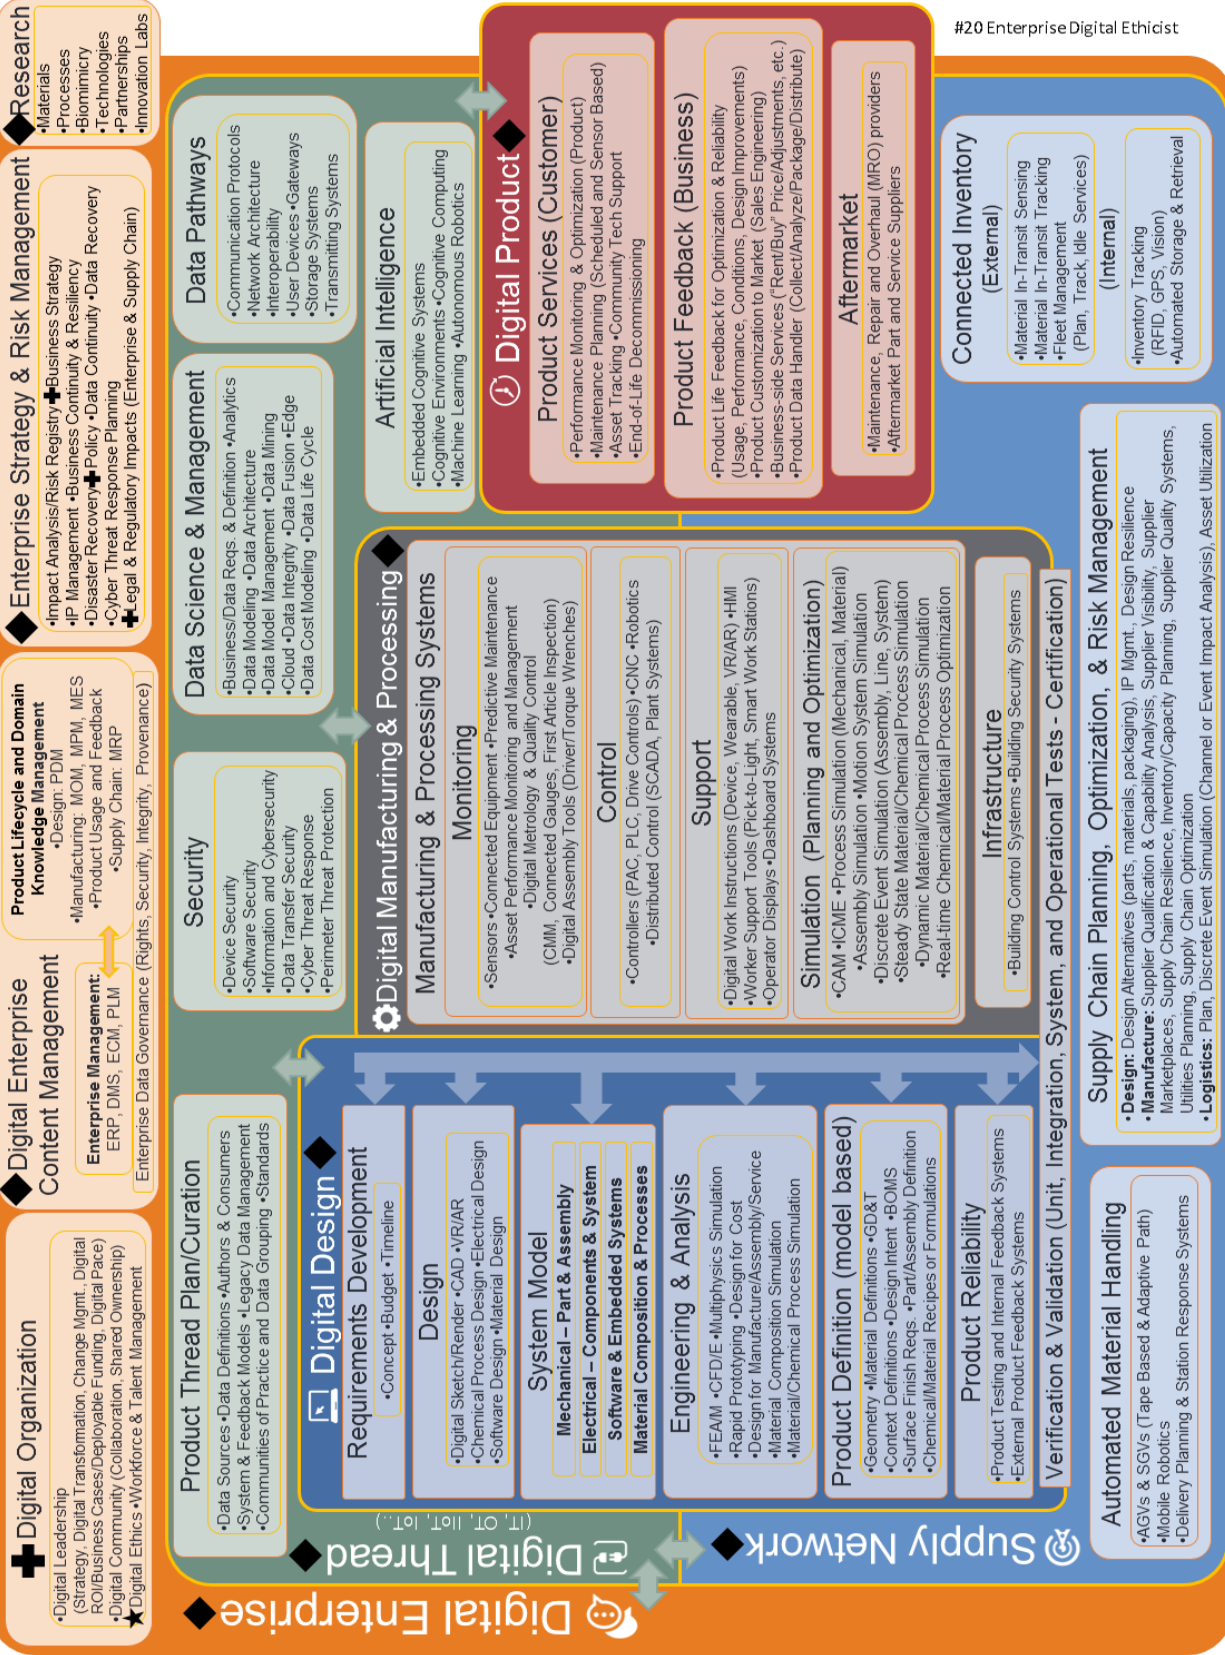 #20 Enterprise Digital Ethicist
Digital Enterprise
Digital Organization
•Digital Leadership
(Strategy, Digital Transformation, Change Mgmt., Digital
ROI/Business Cases/Deployable Funding, Digital Pace)
•Digital Community (Collaboration, Shared Ownership)
Digital Ethics •Workforce & Talent Management
Digital Enterprise
Content Management
Enterprise Management:
ERP, DMS, ECM, PLM
Product Lifecycle and Domain
Knowledge Management
•Design: PDM
•Manufacturing: MOM, MPM, MES
•Product Usage and Feedback
•Supply Chain: MRP
Enterprise Data Governance (Rights, Security, Integrity, Provenance)
Enterprise Strategy & Risk Management
•Impact Analysis/Risk Registry Business Strategy
•IP Management •Business Continuity & Resiliency
•Disaster Recovery Policy •Data Continuity •Data Recovery
•Cyber Threat Response Planning
Legal & Regulatory Impacts (Enterprise & Supply Chain)
Research
•Materials
•Processes
•Biomimicry
•Technologies
•Partnerships
•Innovation Labs
Digital Thread
(IT, OT, IIoT, IoT...)
Product Thread Plan/Curation
•Data Sources •Data Definitions •Authors & Consumers
•System & Feedback Models •Legacy Data Management
•Communities of Practice and Data Grouping •Standards
Security
•Device Security
•Software Security
•Information and Cybersecurity
•Data Transfer Security
•Cyber Threat Response
•Perimeter Threat Protection
Data Science & Management
•Business/Data Reqs. & Definition •Analytics
•Data Modeling •Data Architecture
•Data Model Management •Data Mining
Cloud •Data Integrity •Data Fusion •Edge
•Data Cost Modeling •Data Life Cycle
Data Pathways
•Communication Protocols
•Network Architecture
•Interoperability
•User Devices •Gateways
•Storage Systems
•Transmitting Systems
Artificial Intelligence
•Embedded Cognitive Systems
•Cognitive Environments •Cognitive Computing
•Machine Learning •Autonomous Robotics
Digital Design
Requirements Development
•Concept •Budget •Timeline
Design
•Digital Sketch/Render •CAD •VR/AR
•Chemical Process Design •Electrical Design
•Software Design •Material Design
System Model
Mechanical – Part & Assembly
Electrical – Components & System
Software & Embedded Systems
Material Composition & Processes
Engineering & Analysis
•FEA/M •CFD/E •Multiphysics Simulation
•Rapid Prototyping •Design for Cost
•Design for Manufacture/Assembly/Service
•Material Composition Simulation
•Material/Chemical Process Simulation
Product Definition (model based)
•Geometry •Material Definitions •GD&T
•Context Definitions •Design Intent •BOMS
•Surface Finish Reqs. •Part/Assembly Definition
•Chemical/Material Recipes or Formulations
Product Reliability
•Product Testing and Internal Feedback Systems
•External Product Feedback Systems
Digital Manufacturing & Processing
Manufacturing & Processing Systems
Monitoring
•Sensors •Connected Equipment •Predictive Maintenance
•Asset Performance Monitoring and Management
•Digital Metrology & Quality Control
(CMM, Connected Gauges, First Article Inspection)
•Digital Assembly Tools (Driver/Torque Wrenches)
Control
•Controllers (PAC, PLC, Drive Controls) •CNC •Robotics
•Distributed Control (SCADA, Plant Systems)
Support
•Digital Work Instructions (Device, Wearable, VR/AR) •HMI
•Worker Support Tools (Pick-to-Light, Smart Work Stations)
•Operator Displays •Dashboard Systems
Simulation (Planning and Optimization)
•CAM •ICME •Process Simulation (Mechanical, Material)
•Assembly Simulation •Motion System Simulation
•Discrete Event Simulation (Assembly, Line, System)
•Steady State Material/Chemical Process Simulation
•Dynamic Material/Chemical Process Simulation
•Real-time Chemical/Material Process Optimization
Infrastructure
•Building Control Systems •Building Security Systems
Verification & Validation (Unit, Integration, System, and Operational Tests - Certification)
Digital Product
Product Services (Customer)
•Performance Monitoring & Optimization (Product)
•Maintenance Planning (Scheduled and Sensor Based)
•Asset Tracking •Community Tech Support
•End-of-Life Decommissioning
Product Feedback (Business)
•Product Life Feedback for Optimization & Reliability
(Usage, Performance, Conditions, Design Improvements)
•Product Customization to Market (Sales Engineering)
•Business-side Services ("Rent/Buy" Price/Adjustments, etc.)
•Product Data Handler (Collect/Analyze/Package/Distribute)
Aftermarket
•Maintenance, Repair and Overhaul (MRO) providers
•Aftermarket Part and Service Suppliers
Supply Network
Automated Material Handling
•AGVs & SGVs (Tape Based & Adaptive Path)
•Mobile Robotics
•Delivery Planning & Station Response Systems
Supply Chain Planning, Optimization, & Risk Management
•Design: Design Alternatives (parts, materials, packaging), IP Mgmt., Design Resilience
•Manufacture: Supplier Qualification & Capability Analysis, Supplier Visibility, Supplier
Marketplaces, Supply Chain Resilience, Inventory/Capacity Planning, Supplier Quality Systems,
Utilities Planning, Supply Chain Optimization
•Logistics: Plan, Discrete Event Simulation (Channel or Event Impact Analysis), Asset Utilization
Connected Inventory
(External)
•Material In-Transit Sensing
•Material In-Transit Tracking
•Fleet Management
(Plan, Track, Idle Services)
(Internal)
•Inventory Tracking
(RFID, GPS, Vision)
•Automated Storage & Retrieval